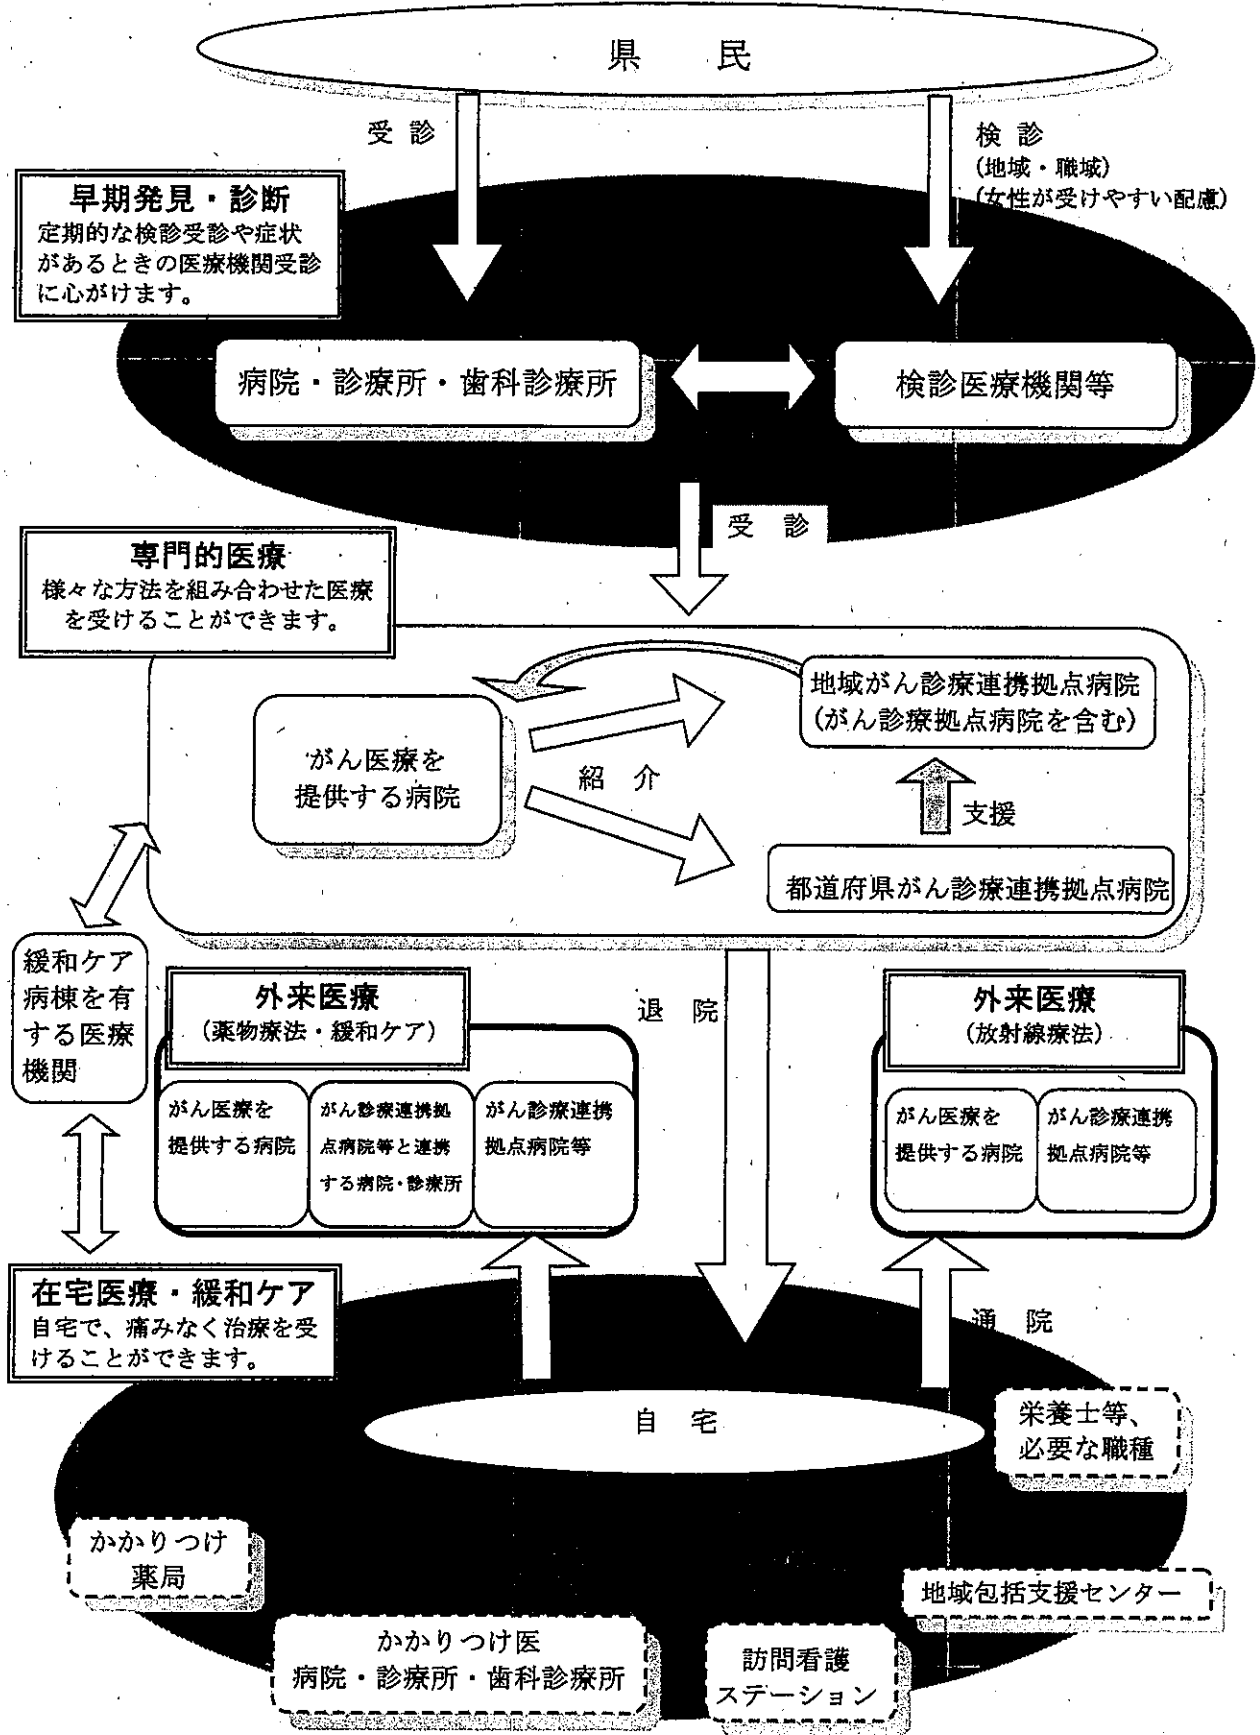 県　民
受　診
検　診
(地域・職域)
(女性が受けやすい配慮)
早期発見・診断
定期的な検診受診や症状
があるときの医療機関受診
に心がけます。
病院・診療所・歯科診療所
検診医療機関等
受　診
専門的医療
様々な方法を組み合わせた医療
を受けることができます。
地域がん診療連携拠点病院
(がん診療拠点病院を含む)
がん医療を
提供する病院
紹　介
支援
都道府県がん診療連携拠点病院
緩和ケア
病棟を有
する医療
機関
外来医療
(薬物療法・緩和ケア)
がん医療を
提供する病院
がん診療連携拠
点病院等と連携
する病院・診療所
がん診療連携
拠点病院等
退　院
外来医療
(放射線療法)
がん医療を
提供する病院
がん診療連携
拠点病院等
在宅医療・緩和ケア
自宅で、痛みなく治療を受
けることができます。
通　院
自　宅
栄養士等、
必要な職種
かかりつけ
薬局
地域包括支援センター
かかりつけ医
病院・診療所・歯科診療所
訪問看護
ステーション